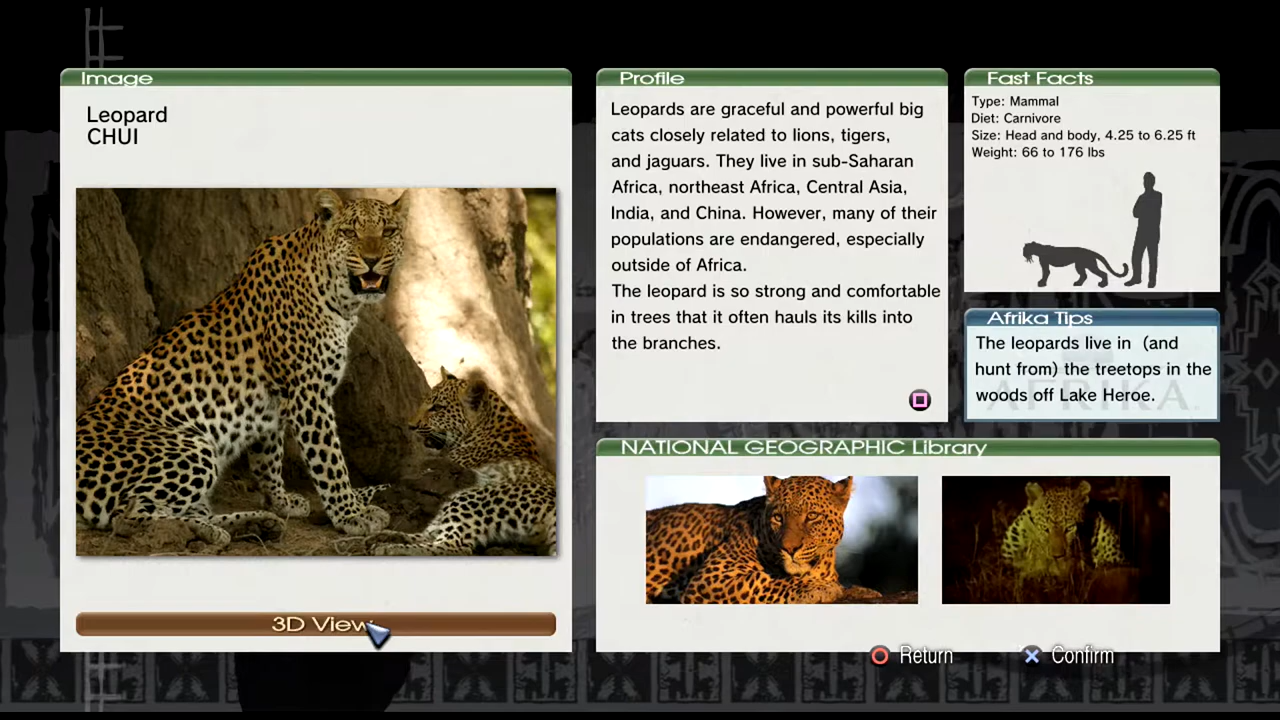 Image
Leopard
CHUI
3D View
Profile
Leopards are graceful and powerful big
cats closely related to lions, tigers,
and jaguars. They live in sub-Saharan
Africa, northeast Africa, Central Asia,
India, and China. However, many of their
populations are endangered, especially
outside of Africa.
The leopard is so strong and comfortable
in trees that it often hauls its kills into
the branches.
Fast Facts
Type: Mammal
Diet: Carnivore
Size: Head and body, 4.25 to 6.25 ft
Weight: 66 to 176 lbs
Afrika Tips
The leopards live in (and
hunt from) the treetops in the
woods off Lake Heroe.
AFRIKA
NATIONAL GEOGRAPHIC Library
Return
Confirm